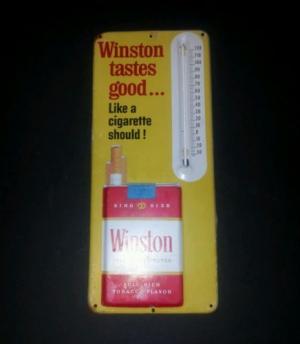 Winston
tastes
good...
Like a
cigarette
should!
KING SIZE
Winston
FULL RICH
TOBACCO FLAVOR